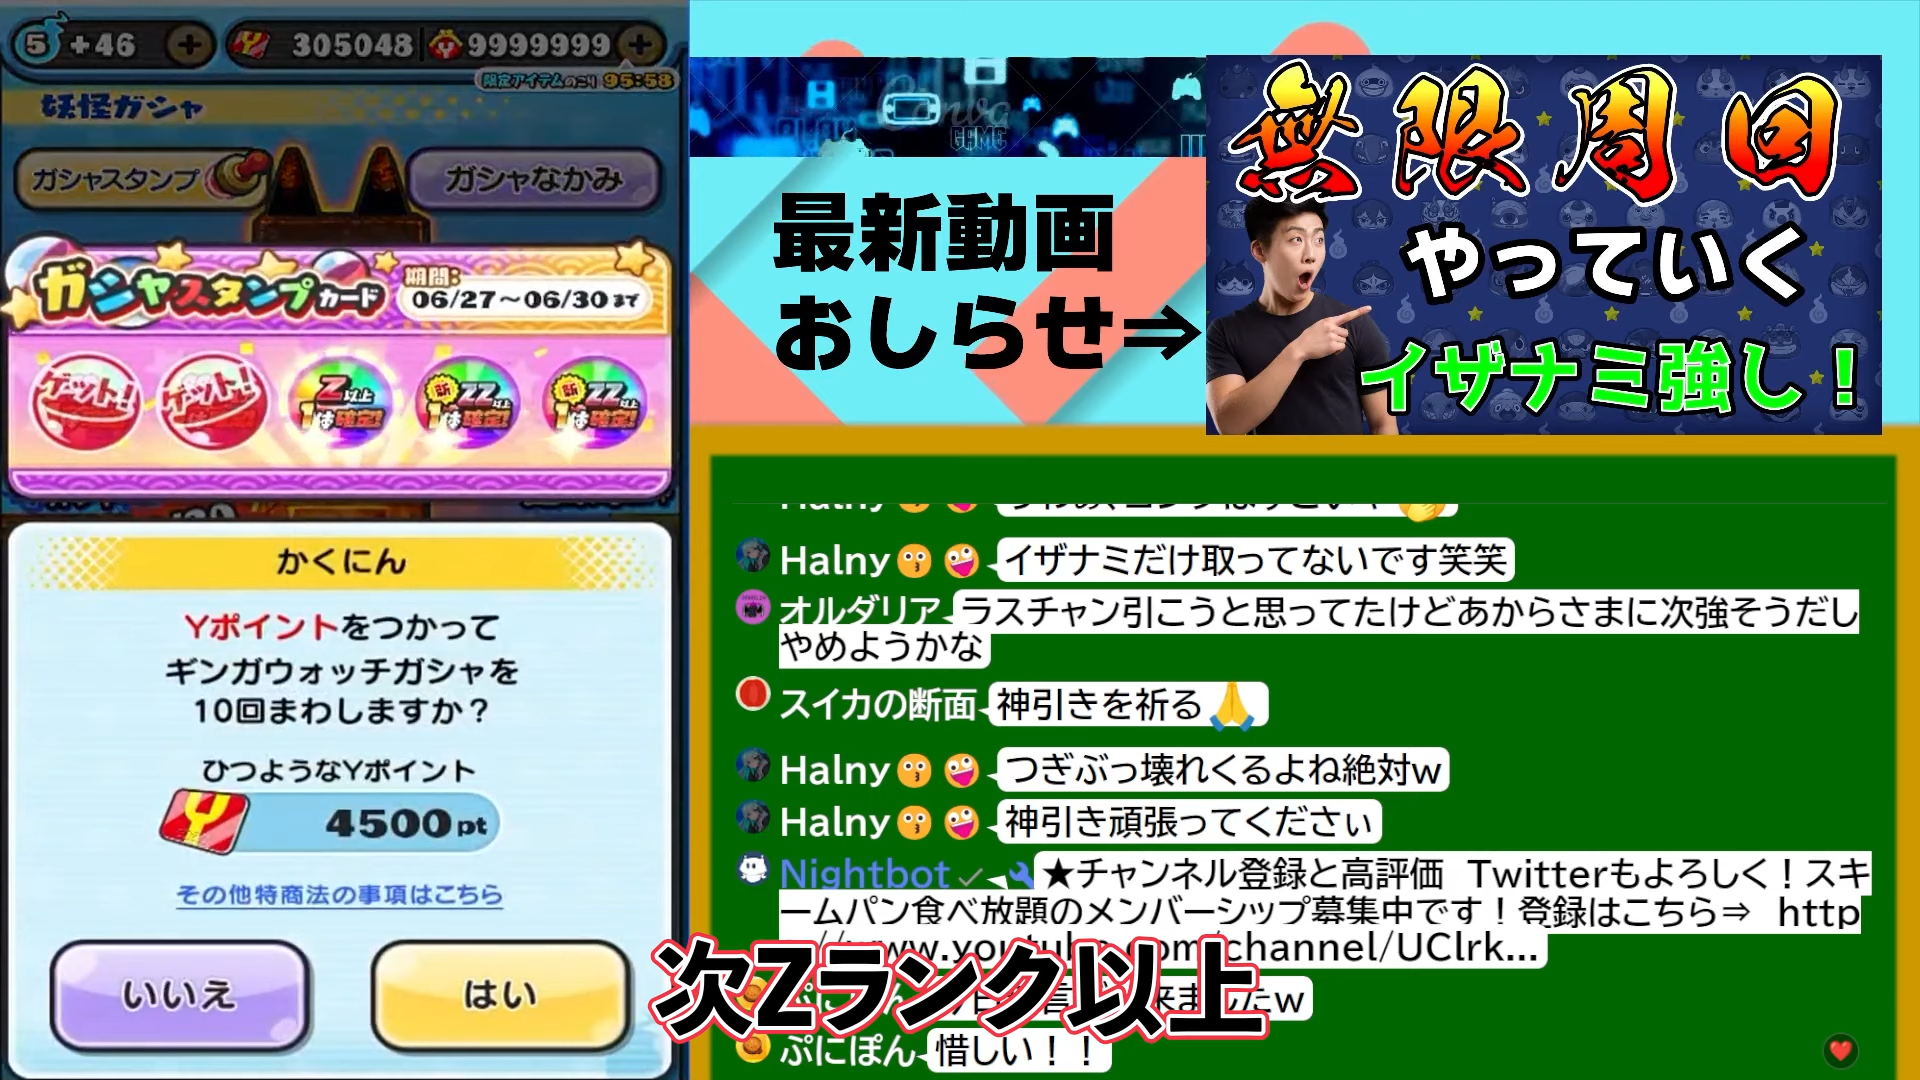 5 +46
305048
9999999
限定アイテムのこり 95:58
妖怪ガシャ
ガシャスタンプ
ガシャなかみ
ガシャスタンプカード
期間:
06/27～06/30まで
ゲット!
ゲット!
Z以上1体確定!
新ZZ以上1体確定!
新ZZ以上1体確定!
かくにん
Yポイントをつかって
ギンガウォッチガシャを
10回まわしますか？
ひつようなYポイント
4500pt
その他特商法の事項はこちら
いいえ
はい
Canva
GAME
最新動画
おしらせ⇒
無限周回
やっていく
イザナミ強し！
Halny
Halny イザナミだけ取ってないです笑笑
オルダリア ラスチャン引こうと思ってたけどあからさまに次強そうだし
やめようかな
スイカの断面 神引きを祈る
Halny つぎぶっ壊れくるよね絶対w
Halny 神引き頑張ってください
Nightbot ★チャンネル登録と高評価 Twitterもよろしく！スキ
ームパン食べ放題のメンバーシップ募集中です！登録はこちら⇒ http
//www.youtube.com/channel/UClrk...
次Zランク以上
ぷにぽん 惜しい！！